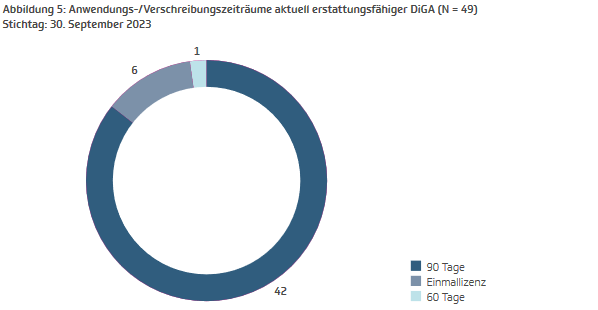 Abbildung 5: Anwendungs-/Verschreibungszeiträume aktuell erstattungsfähiger DiGA (N = 49)
Stichtag: 30. September 2023
1
6
42
90 Tage
Einmallizenz
60 Tage